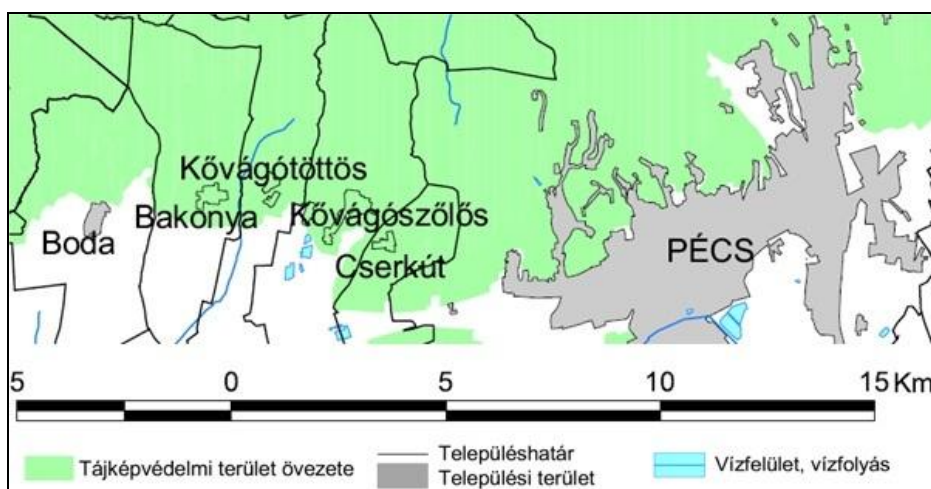 Kővágótöttös
Bakonya
Kővágószőlős
Boda
Cserkút
PÉCS
5 0 5 10 15 Km
Tájképvédelmi terület övezete
Településhatár
Települési terület
Vízfelület, vízfolyás